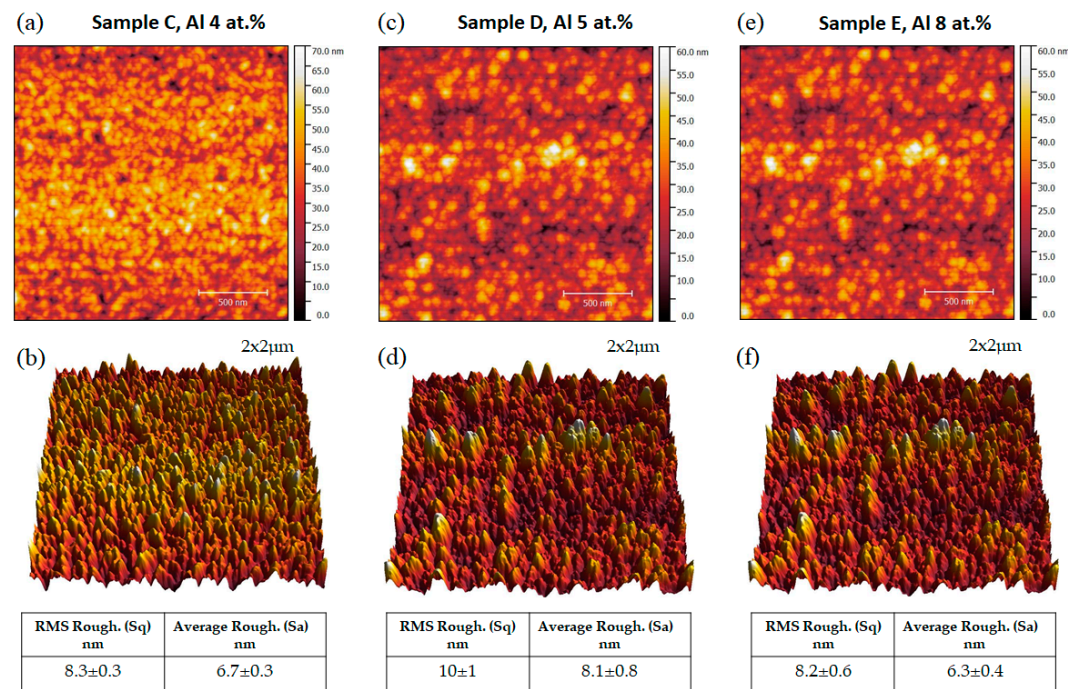 (a) Sample C, Al 4 at.%
70.0 nm
65.0
60.0
55.0
50.0
45.0
40.0
35.0
30.0
25.0
20.0
15.0
10.0
0.0
500 nm
(c) Sample D, Al 5 at.%
60.0 nm
55.0
50.0
45.0
40.0
35.0
30.0
25.0
20.0
15.0
10.0
0.0
500 nm
(e) Sample E, Al 8 at.%
60.0 nm
55.0
50.0
45.0
40.0
35.0
30.0
25.0
20.0
15.0
10.0
0.0
500 nm
(b) 2x2μm
(d) 2x2μm
(f) 2x2μm
RMS Rough. (Sq) Average Rough. (Sa)
nm nm
8.3±0.3 6.7±0.3
RMS Rough. (Sq) Average Rough. (Sa)
nm nm
10±1 8.1±0.8
RMS Rough. (Sq) Average Rough. (Sa)
nm nm
8.2±0.6 6.3±0.4